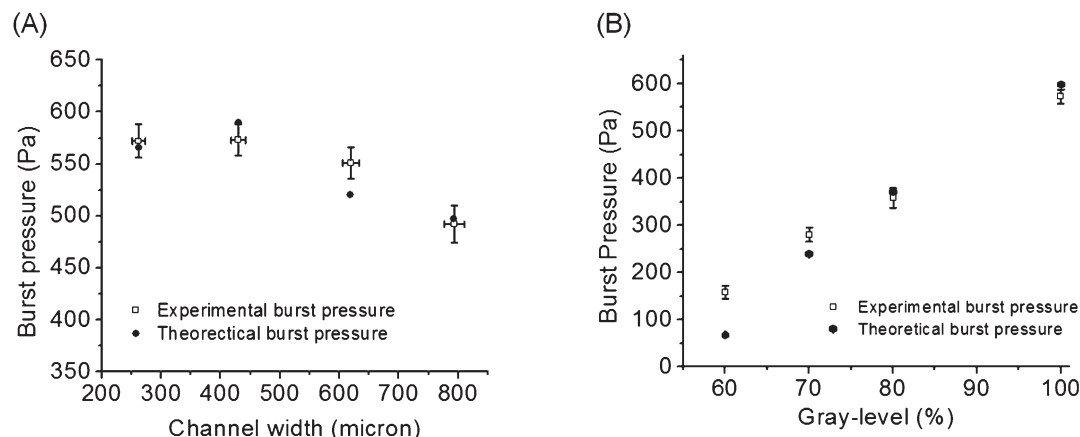 (A)
650
600
550
500
450
400
350
Burst pressure (Pa)
Experimental burst pressure
Theorectical burst pressure
200 300 400 500 600 700 800
Channel width (micron)
(B)
600
500
400
300
200
100
0
Burst Pressure (Pa)
Experimental burst pressure
Theoretical burst pressure
60 70 80 90 100
Gray-level (%)